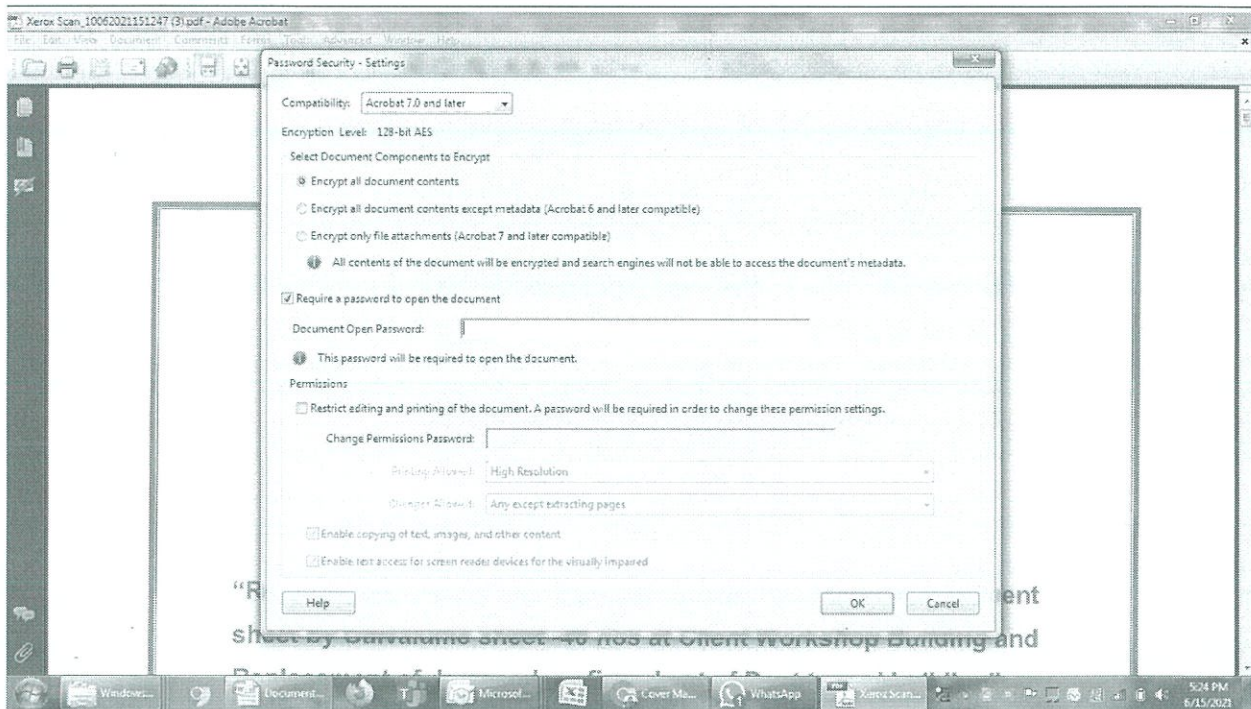 Xerox Scan_10062021151247 (3).pdf - Adobe Acrobat
File Edit View Document Comments Forms Tools Advanced Window Help
Password Security - Settings
Compatibility: Acrobat 7.0 and later
Encryption Level: 128-bit AES
Select Document Components to Encrypt
Encrypt all document contents
Encrypt all document contents except metadata (Acrobat 6 and later compatible)
Encrypt only file attachments (Acrobat 7 and later compatible)
All contents of the document will be encrypted and search engines will not be able to access the document's metadata.
Require a password to open the document
Document Open Password:
This password will be required to open the document.
Permissions
Restrict editing and printing of the document. A password will be required in order to change these permission settings.
Change Permissions Password:
Printing Allowed: High Resolution
Changes Allowed: Any except extracting pages
Enable copying of text, images, and other content
Enable text access for screen reader devices for the visually impaired
Help OK Cancel
sheet by Galvalume sheet 40 nos at Client Workshop Building and
Windows... Document... Microsof... Cover Me... WhatsApp Xerox Scan... 5:24 PM
6/15/2021